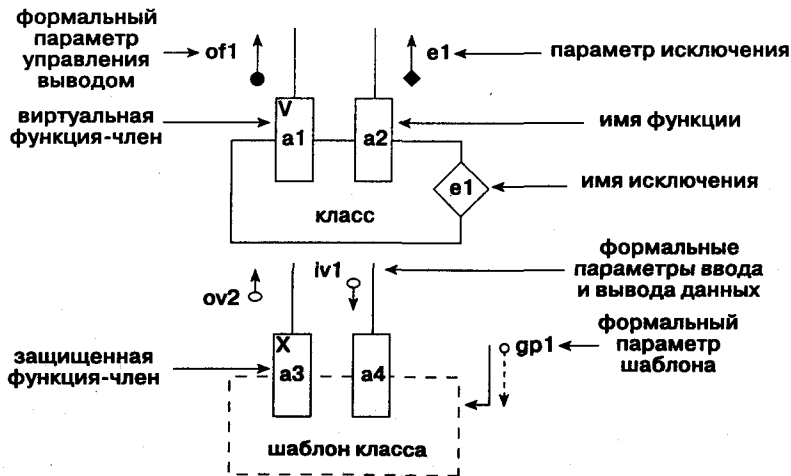 формальный
параметр
управления
выводом
of1
e1
параметр исключения
виртуальная
функция-член
V
a1
a2
имя функции
e1
имя исключения
класс
ov2
iv1
формальные
параметры ввода
и вывода данных
защищенная
функция-член
X
a3
a4
gp1
формальный
параметр
шаблона
шаблон класса